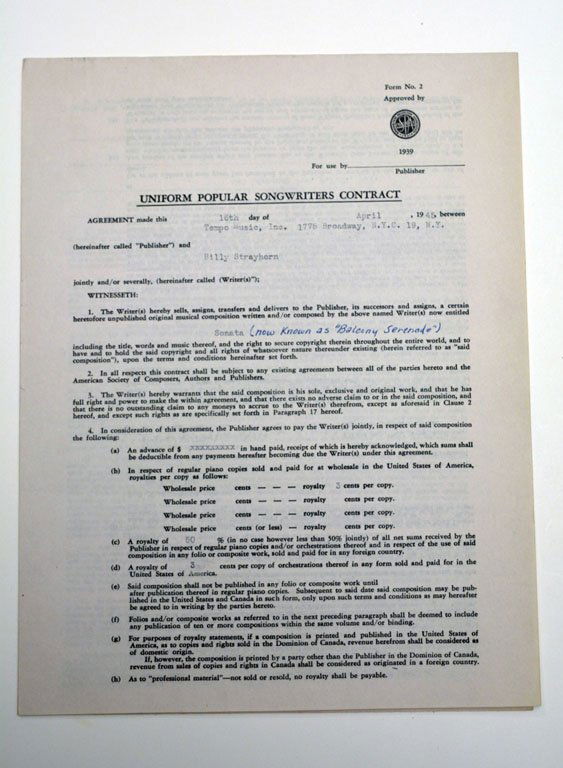 Form No. 2
Approved by
1939
For use by
Publisher
UNIFORM POPULAR SONGWRITERS CONTRACT
AGREEMENT made this 16th day of April , 1945 between
Tempo Music, Inc. 1775 Broadway, N.Y.C. 19, N.Y.
(hereinafter called "Publisher") and
Billy Strayhorn
jointly and/or severally, (hereinafter called (Writer(s)");
WITNESSETH:
1. The Writer(s) hereby sells, assigns, transfers and delivers to the Publisher, its successors and assigns, a certain
heretofore unpublished original musical composition written and/or composed by the above named Writer(s) now entitled
Sonata (now Known as "Balcony Serenade")
including the title, words and music thereof, and the right to secure copyright therein throughout the entire world, and to
have and to hold the said copyright and all rights of whatsoever nature thereunder existing (herein referred to as "said
composition"), upon the terms and conditions hereinafter set forth.
2. In all respects this contract shall be subject to any existing agreements between all of the parties hereto and the
American Society of Composers, Authors and Publishers.
3. The Writer(s) hereby warrants that the said composition is his sole, exclusive and original work, and that he has
full right and power to make the within agreement, and that there exists no adverse claim to or in the said composition, and
that there is no outstanding claim to any moneys to accrue to the Writer(s) therefrom, except as aforesaid in Clause 2
hereof, and except such rights as are specifically set forth in Paragraph 17 hereof.
4. In consideration of this agreement, the Publisher agrees to pay the Writer(s) jointly, in respect of said composition
the following:
(a) An advance of $ XXXXXXXXX in hand paid, receipt of which is hereby acknowledged, which sums shall
be deductible from any payments hereafter becoming due the Writer(s) under this agreement.
(b) In respect of regular piano copies sold and paid for at wholesale in the United States of America,
royalties per copy as follows:
Wholesale price cents — — — royalty 3 cents per copy.
Wholesale price cents — — — royalty cents per copy.
Wholesale price cents — — — royalty cents per copy.
Wholesale price cents (or less) — royalty cents per copy.
(c) A royalty of 50 % (in no case however less than 50% jointly) of all net sums received by the
Publisher in respect of regular piano copies and/or orchestrations thereof and in respect of the use of said
composition in any folio or composite work, sold and paid for in any foreign country.
(d) A royalty of 3 cents per copy of orchestrations thereof in any form sold and paid for in the
United States of America.
(e) Said composition shall not be published in any folio or composite work until
after publication thereof in regular piano copies. Subsequent to said date said composition may be pub-
lished in the United States and Canada in such form, only upon such terms and conditions as may hereafter
be agreed to in writing by the parties hereto.
(f) Folios and/or composite works as referred to in the next preceding paragraph shall be deemed to include
any publication of ten or more compositions within the same volume and/or binding.
(g) For purposes of royalty statements, if a composition is printed and published in the United States of
America, as to copies and rights sold in the Dominion of Canada, revenue herefrom shall be considered as
of domestic origin.
If, however, the composition is printed by a party other than the Publisher in the Dominion of Canada,
revenue from sales of copies and rights in Canada shall be considered as originated in a foreign country.
(h) As to "professional material"—not sold or resold, no royalty shall be payable.